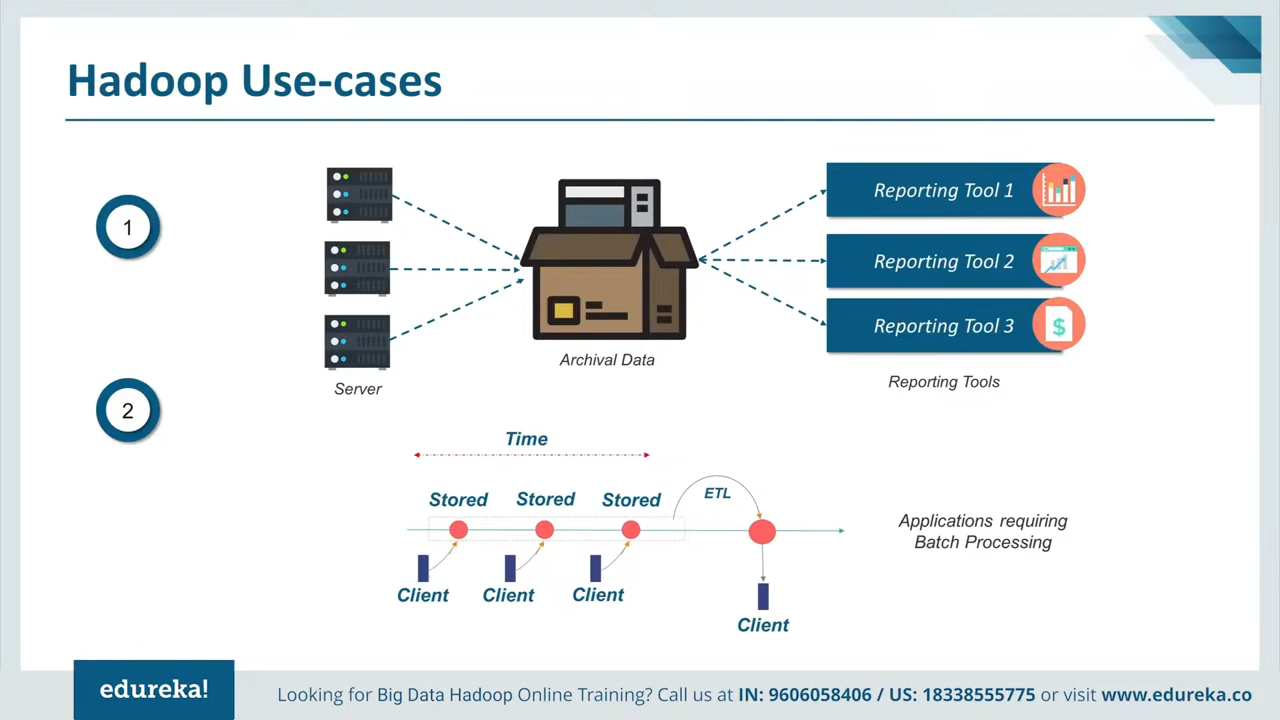 Hadoop Use-cases
1
Server
Archival Data
Reporting Tool 1
Reporting Tool 2
Reporting Tool 3
$
Reporting Tools
2
Time
Stored Stored Stored
ETL
Client Client Client
Client
Applications requiring
Batch Processing
edureka!
Looking for Big Data Hadoop Online Training? Call us at IN: 9606058406 / US: 18338555775 or visit www.edureka.co